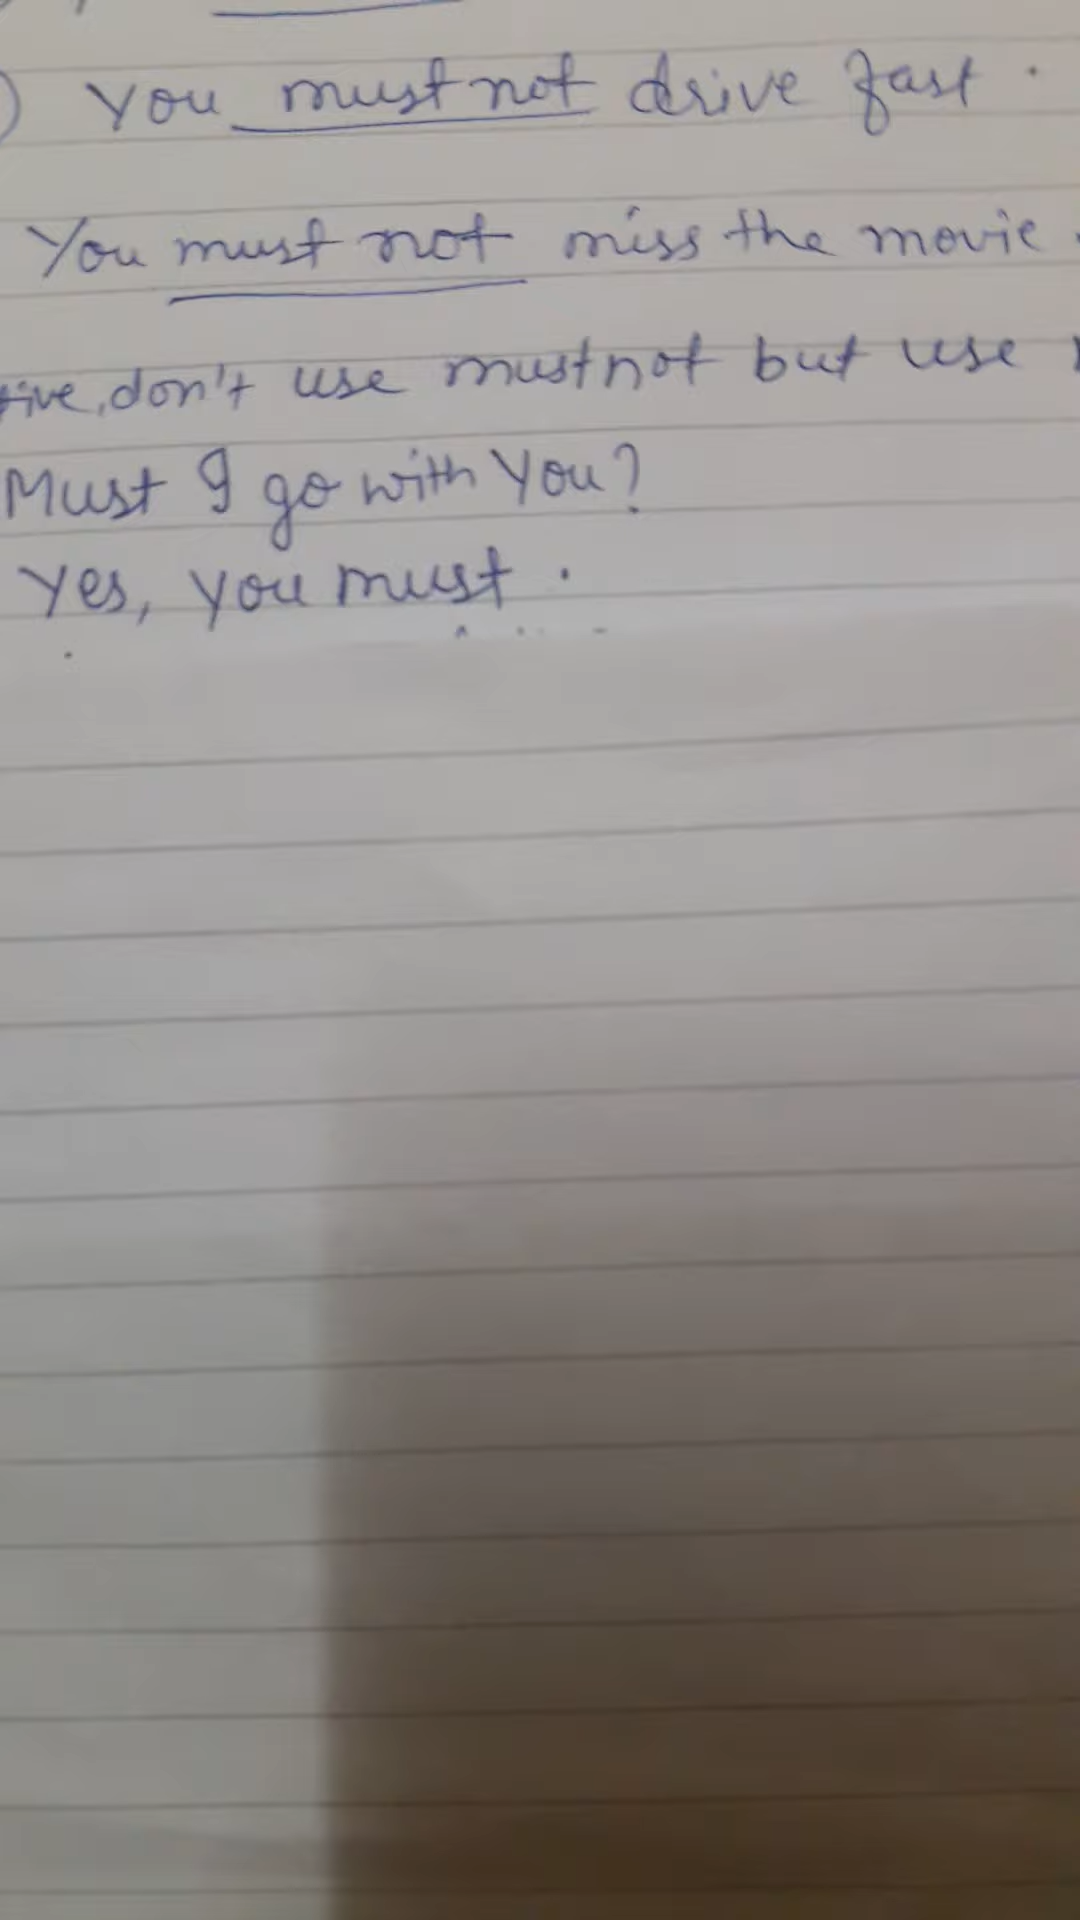 You must not drive fast.
You must not miss the movie.
don't use must not but use
Must I go with You?
Yes, you must.